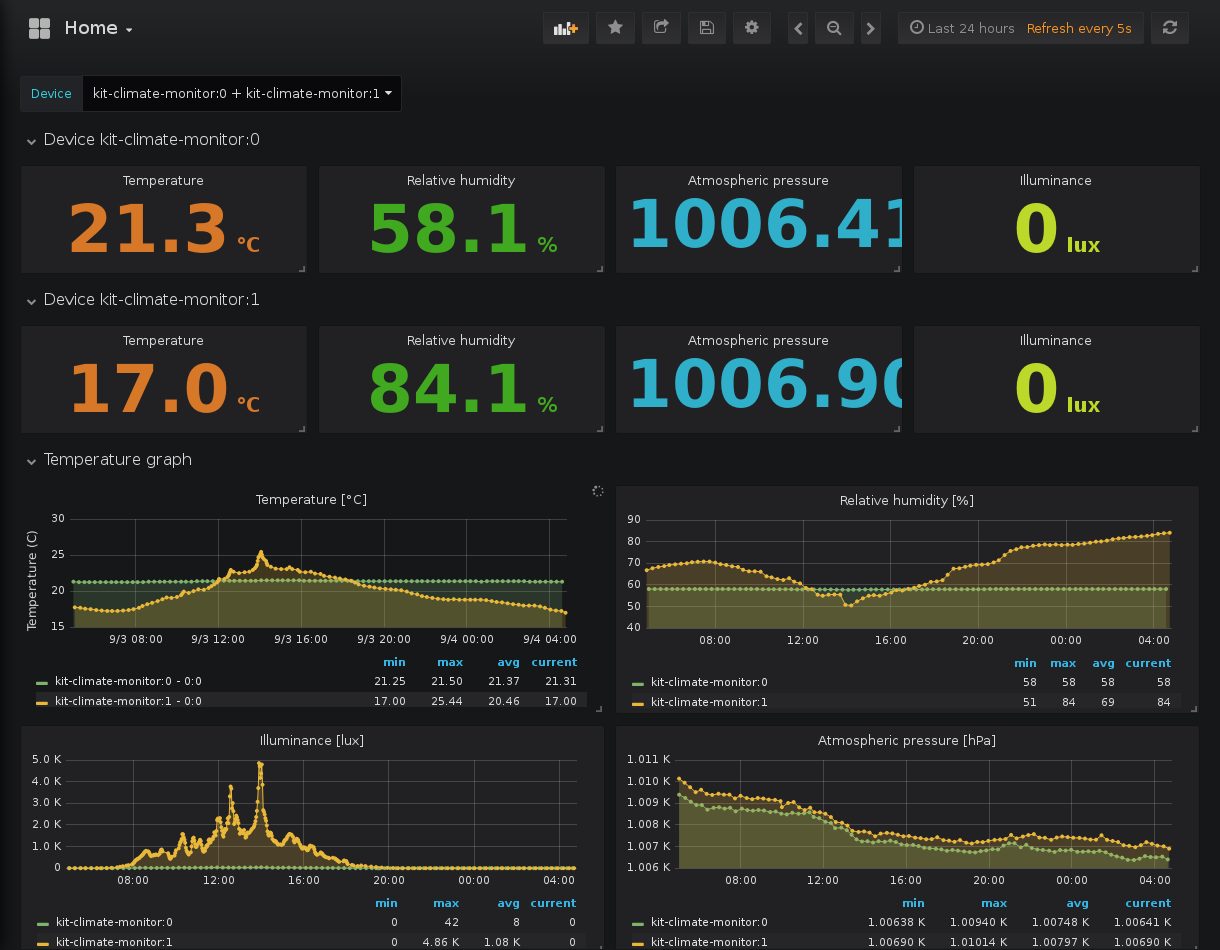 Home
Last 24 hours Refresh every 5s
Device kit-climate-monitor:0 + kit-climate-monitor:1
Device kit-climate-monitor:0
Temperature Relative humidity Atmospheric pressure Illuminance
21.3 °C 58.1 % 1006.41 0 lux
Device kit-climate-monitor:1
Temperature Relative humidity Atmospheric pressure Illuminance
17.0 °C 84.1 % 1006.90 0 lux
Temperature graph
Temperature [°C]
Temperature (C)
30
25
20
15
9/3 08:00 9/3 12:00 9/3 16:00 9/3 20:00 9/4 00:00 9/4 04:00
min max avg current
kit-climate-monitor:0 - 0:0 21.25 21.50 21.37 21.31
kit-climate-monitor:1 - 0:0 17.00 25.44 20.46 17.00
Relative humidity [%]
90
80
70
60
50
40
08:00 12:00 16:00 20:00 00:00 04:00
min max avg current
kit-climate-monitor:0 58 58 58 58
kit-climate-monitor:1 51 84 69 84
Illuminance [lux]
5.0 K
4.0 K
3.0 K
2.0 K
1.0 K
0
08:00 12:00 16:00 20:00 00:00 04:00
min max avg current
kit-climate-monitor:0 0 42 8 0
kit-climate-monitor:1 0 4.86 K 1.08 K 0
Atmospheric pressure [hPa]
1.011 K
1.010 K
1.009 K
1.008 K
1.007 K
1.006 K
08:00 12:00 16:00 20:00 00:00 04:00
min max avg current
kit-climate-monitor:0 1.00638 K 1.00940 K 1.00748 K 1.00641 K
kit-climate-monitor:1 1.00690 K 1.01014 K 1.00797 K 1.00690 K